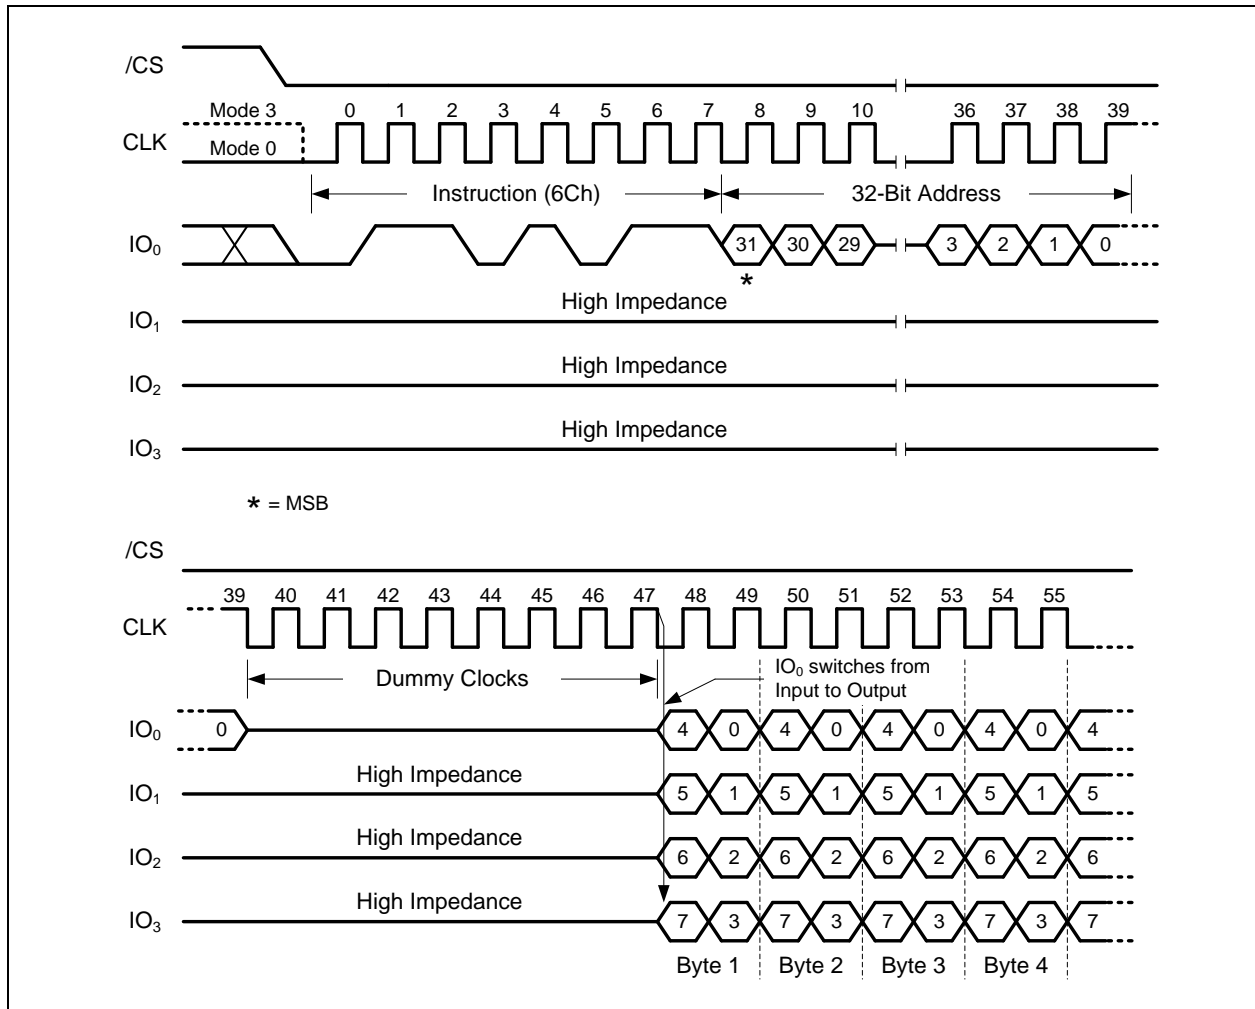 /CS
Mode 3 0 1 2 3 4 5 6 7 8 9 10 36 37 38 39
CLK
Mode 0
Instruction (6Ch) 32-Bit Address
IO₀ 31 30 29 3 2 1 0
*
High Impedance
IO₁
High Impedance
IO₂
High Impedance
IO₃
* = MSB
/CS
39 40 41 42 43 44 45 46 47 48 49 50 51 52 53 54 55
CLK
Dummy Clocks
IO₀ switches from
Input to Output
IO₀ 0 4 0 4 0 4 0 4 0 4
High Impedance
IO₁ 5 1 5 1 5 1 5 1 5
High Impedance
IO₂ 6 2 6 2 6 2 6 2 6
High Impedance
IO₃ 7 3 7 3 7 3 7 3 7
Byte 1 Byte 2 Byte 3 Byte 4